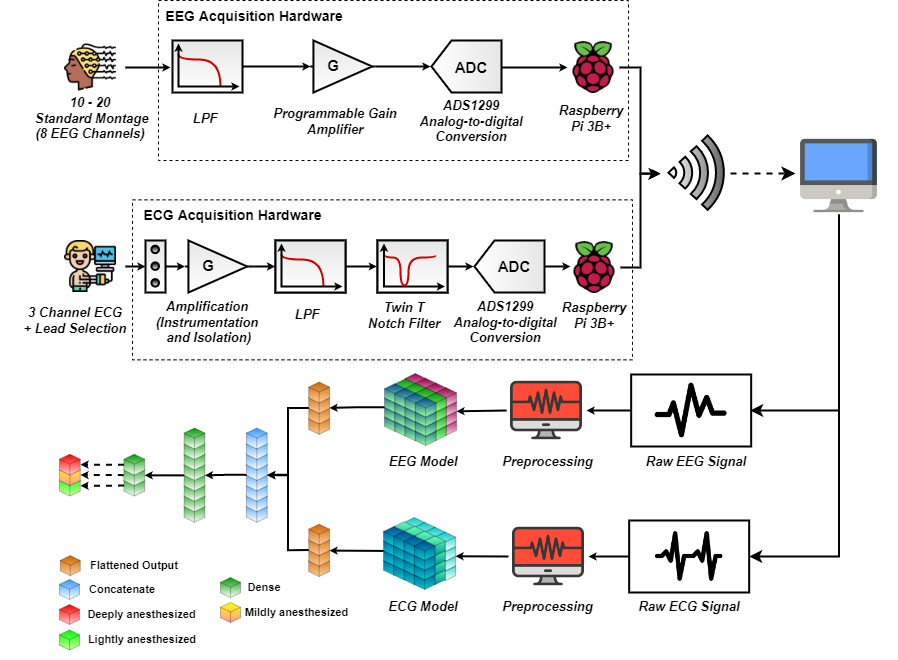 EEG Acquisition Hardware
G
ADC
10 - 20
Standard Montage
(8 EEG Channels)
LPF
Programmable Gain
Amplifier
ADS1299
Analog-to-digital
Conversion
Raspberry
Pi 3B+
ECG Acquisition Hardware
G
ADC
3 Channel ECG
+ Lead Selection
Amplification
(Instrumentation
and Isolation)
LPF
Twin T
Notch Filter
ADS1299
Analog-to-digital
Conversion
Raspberry
Pi 3B+
EEG Model
Preprocessing
Raw EEG Signal
ECG Model
Preprocessing
Raw ECG Signal
Flattened Output
Concatenate
Dense
Deeply anesthetized
Mildly anesthetized
Lightly anesthetized